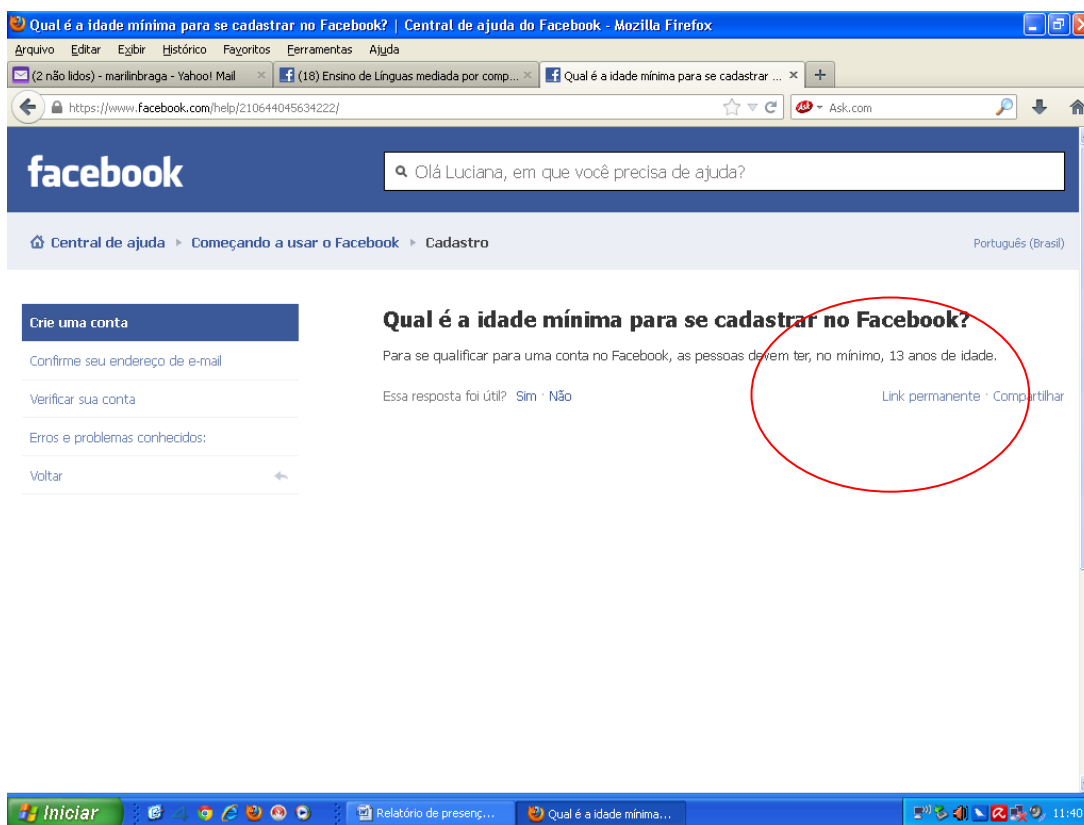 Qual é a idade mínima para se cadastrar no Facebook? | Central de ajuda do Facebook - Mozilla Firefox
Arquivo Editar Exibir Histórico Favoritos Ferramentas Ajuda
(2 não lidos) - marilinbraga - Yahoo! Mail
(18) Ensino de Línguas mediada por comp...
Qual é a idade mínima para se cadastrar ...
https://www.facebook.com/help/210644045634222/
Ask.com
facebook
Olá Luciana, em que você precisa de ajuda?
Central de ajuda Começando a usar o Facebook Cadastro
Português (Brasil)
Crie uma conta
Confirme seu endereço de e-mail
Verificar sua conta
Erros e problemas conhecidos:
Voltar
Qual é a idade mínima para se cadastrar no Facebook?
Para se qualificar para uma conta no Facebook, as pessoas devem ter, no mínimo, 13 anos de idade.
Essa resposta foi útil? Sim · Não
Link permanente · Compartilhar
Iniciar
Relatório de presenç...
Qual é a idade mínima...
11:40